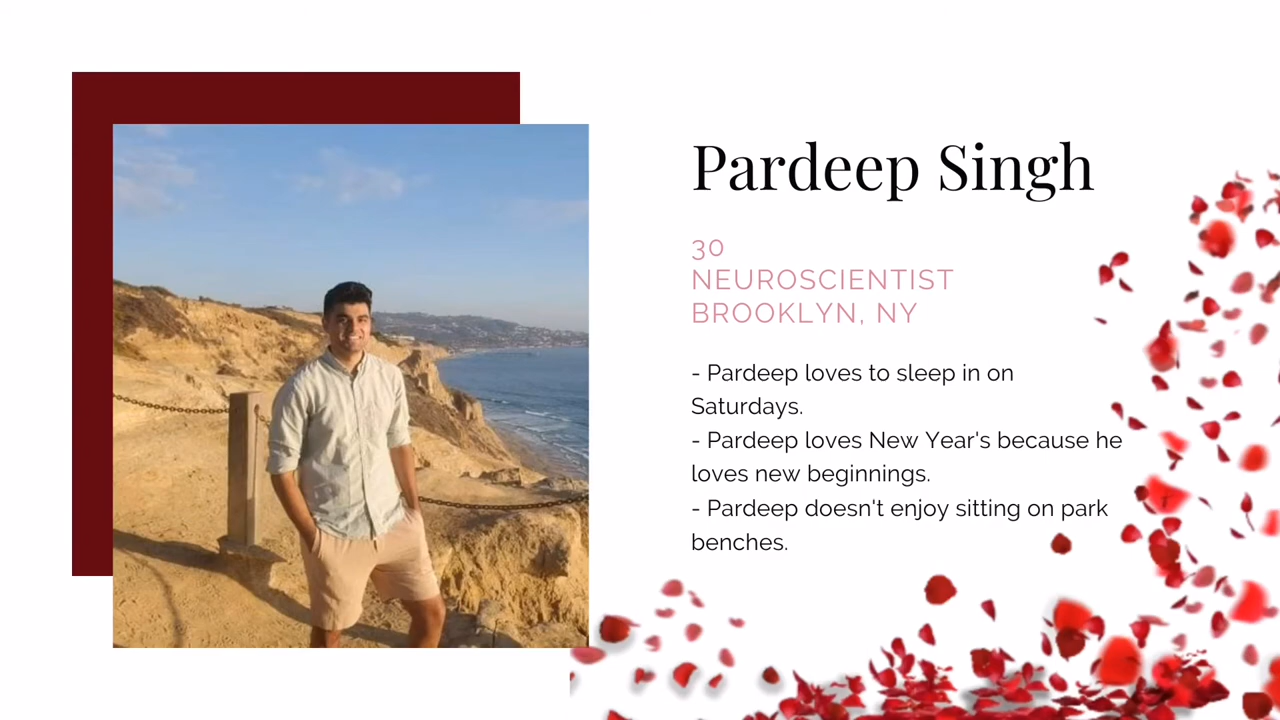 Pardeep Singh
30
NEUROSCIENTIST
BROOKLYN, NY
- Pardeep loves to sleep in on
Saturdays.
- Pardeep loves New Year's because he
loves new beginnings.
- Pardeep doesn't enjoy sitting on park
benches.